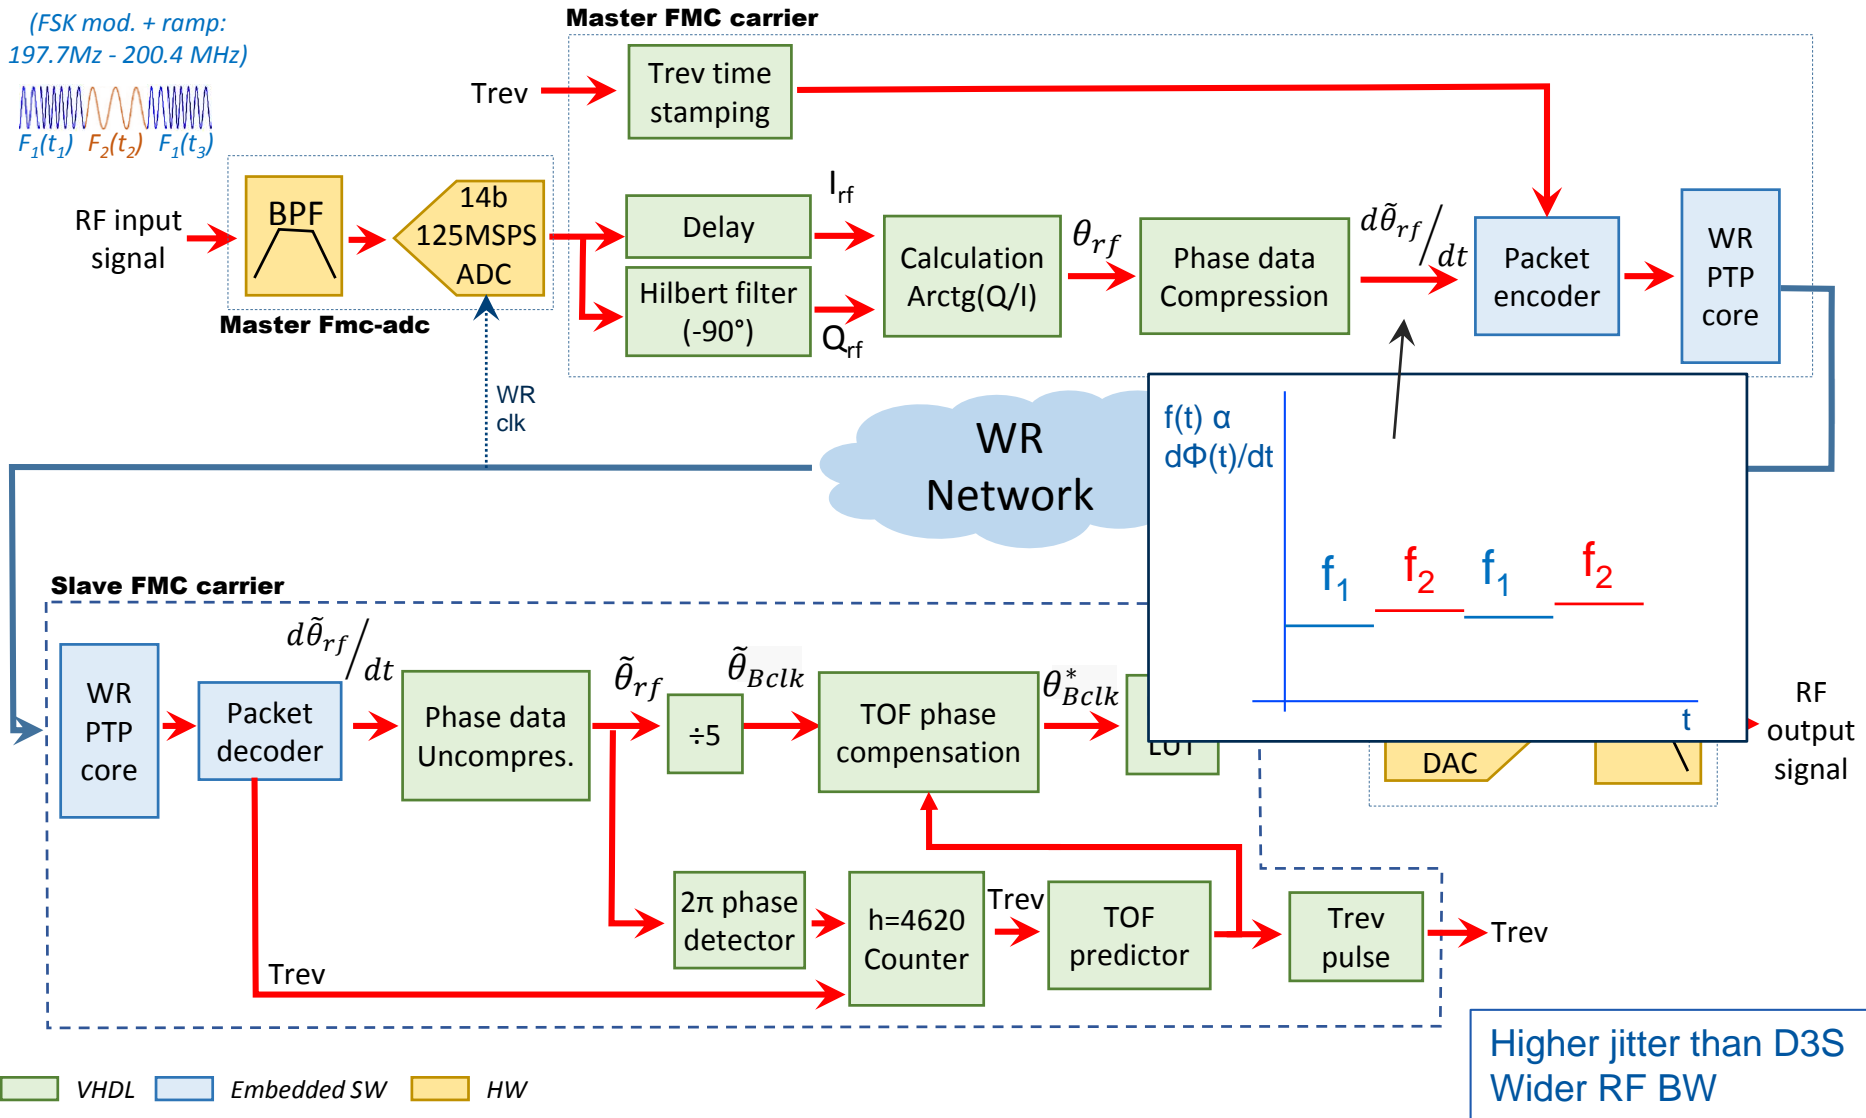 (FSK mod. + ramp:
197.7Mz - 200.4 MHz)
F1(t1) F2(t2) F1(t3)
Master FMC carrier
Trev
Trev time
stamping
RF input
signal
BPF
14b
125MSPS
ADC
Master Fmc-adc
WR
clk
Delay
Hilbert filter
(-90°)
Irf
Qrf
Calculation
Arctg(Q/I)
θrf
Phase data
Compression
dθ̃rf/dt
Packet
encoder
WR
PTP
core
WR
Network
f(t) α
dΦ(t)/dt
f1 f2 f1 f2
t
Slave FMC carrier
WR
PTP
core
Packet
decoder
dθ̃rf/dt
Phase data
Uncompres.
θ̃rf
÷5
θ̃Bclk
TOF phase
compensation
θ*Bclk
LUT
DAC
RF
output
signal
2π phase
detector
h=4620
Counter
Trev
TOF
predictor
Trev
pulse
Trev
Trev
Higher jitter than D3S
Wider RF BW
VHDL Embedded SW HW